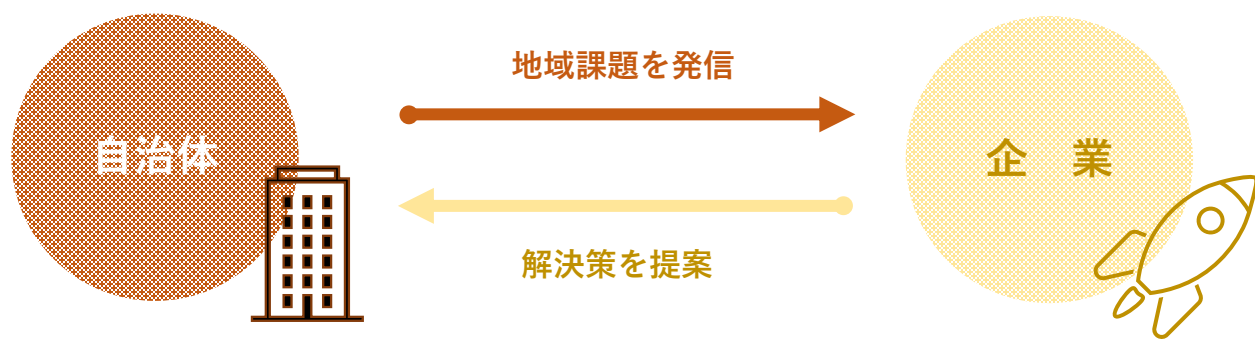 地域課題を発信
自治体
企　業
解決策を提案